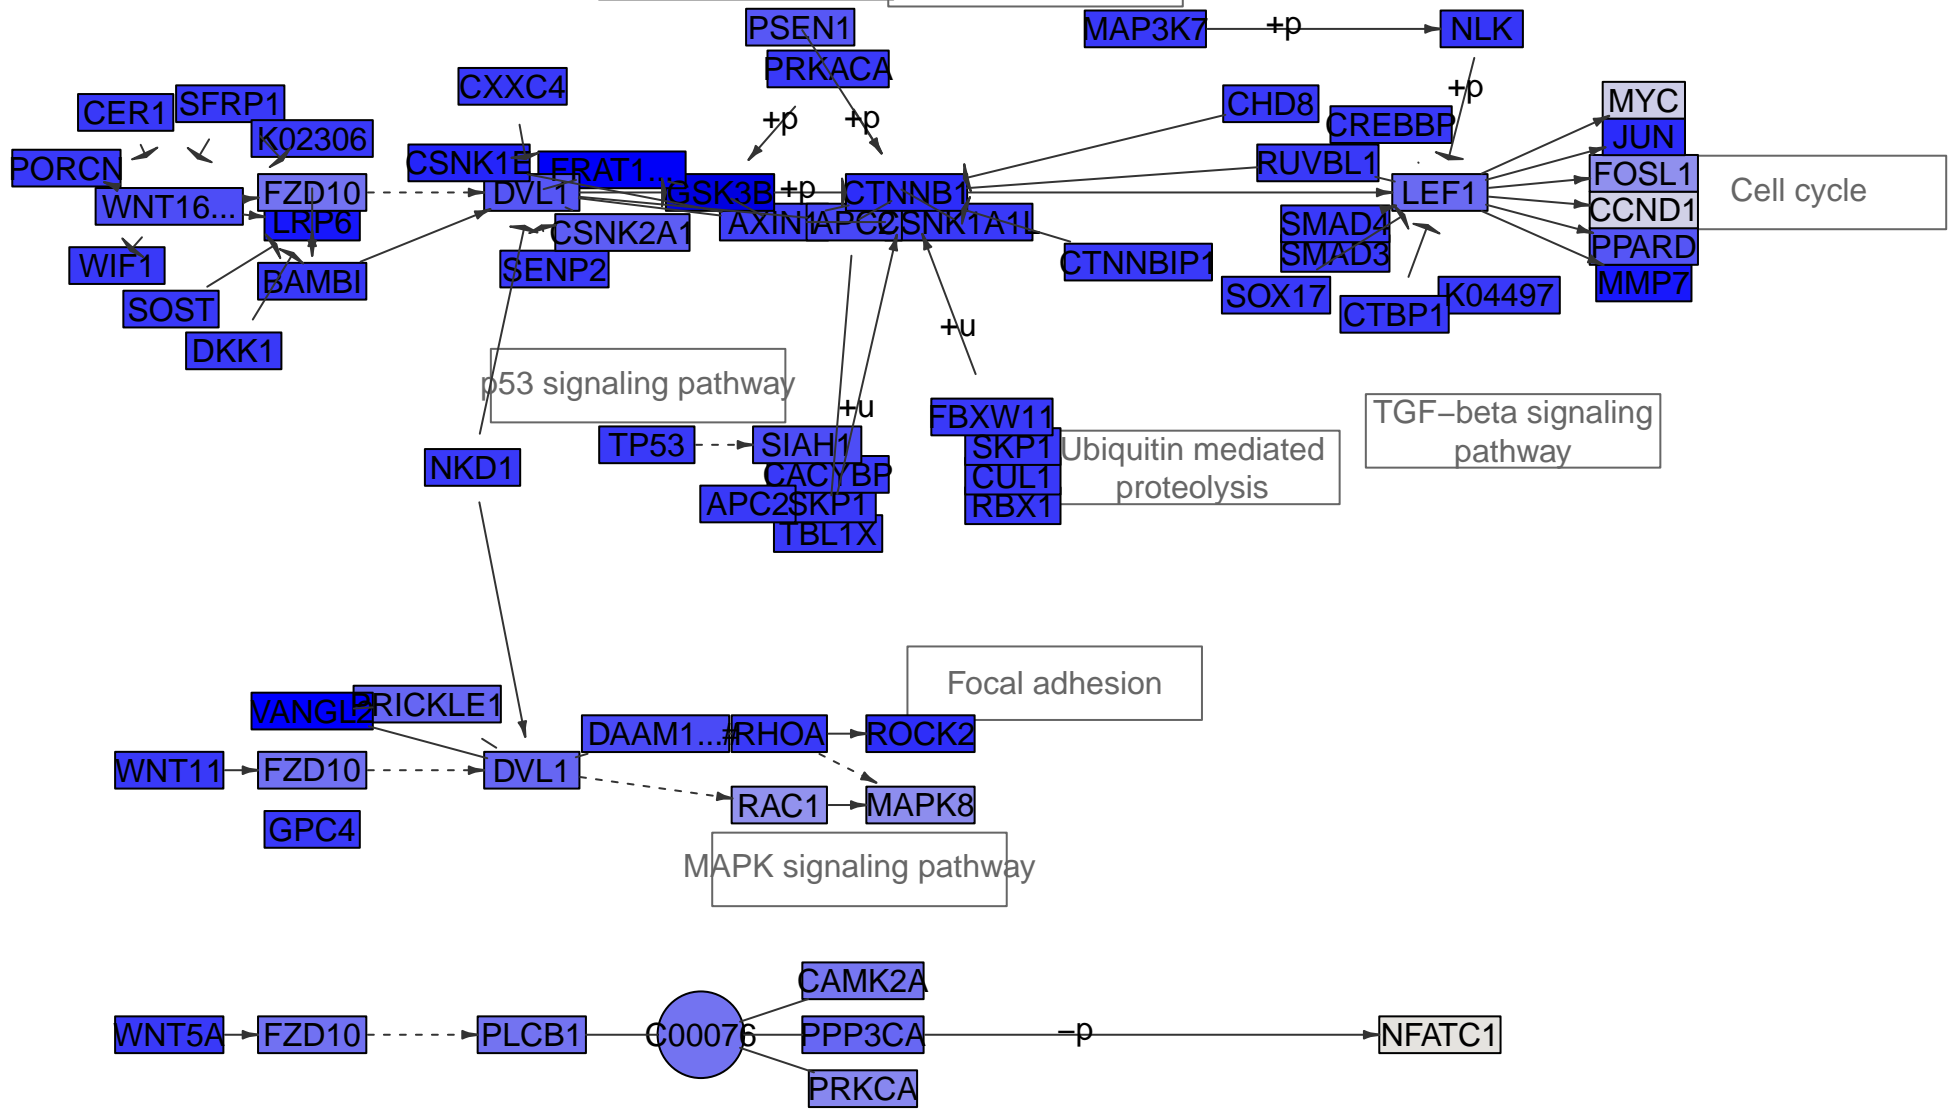 PSEN1
MAP3K7
+p
NLK
PRKACA
CXXC4
CER1
SFRP1
K02306
+p
+p
CHD8
+p
CREBBP
MYC
JUN
PORCN
CSNK1E
FRAT1...
RUVBL1
FOSL1
Cell cycle
WNT16...
FZD10
DVL1
GSK3B
+p
CTNNB1
LEF1
CCND1
LRP6
CSNK2A1
AXIN1
APC2
CSNK1A1L
SMAD4
PPARD
WIF1
BAMBI
SENP2
CTNNBIP1
SMAD3
MMP7
SOST
SOX17
K04497
CTBP1
DKK1
+u
p53 signaling pathway
+u
FBXW11
TGF−beta signaling
pathway
TP53
SIAH1
SKP1
Ubiquitin mediated
proteolysis
NKD1
CACYBP
CUL1
APC2
SKP1
RBX1
TBL1X
Focal adhesion
VANGL2
PRICKLE1
DAAM1...
RHOA
ROCK2
WNT11
FZD10
DVL1
RAC1
MAPK8
GPC4
MAPK signaling pathway
CAMK2A
WNT5A
FZD10
PLCB1
C00076
PPP3CA
−p
NFATC1
PRKCA